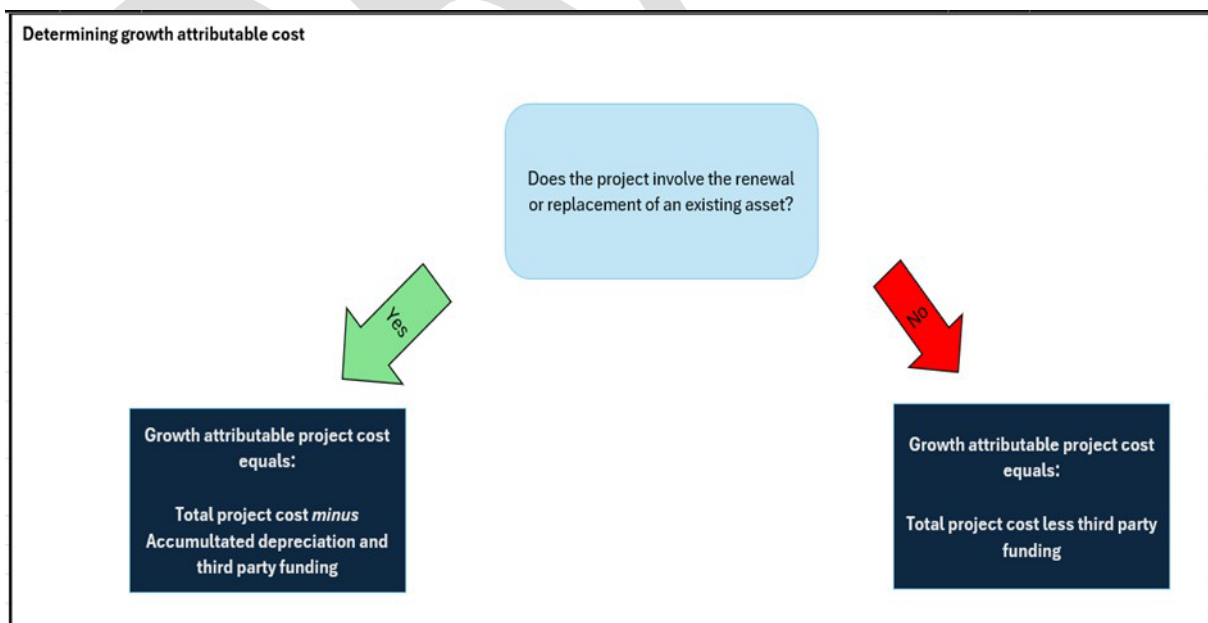 Determining growth attributable cost
Does the project involve the renewal
or replacement of an existing asset?
Yes
No
Growth attributable project cost
equals:
Total project cost minus
Accumultated depreciation and
third party funding
Growth attributable project cost
equals:
Total project cost less third party
funding